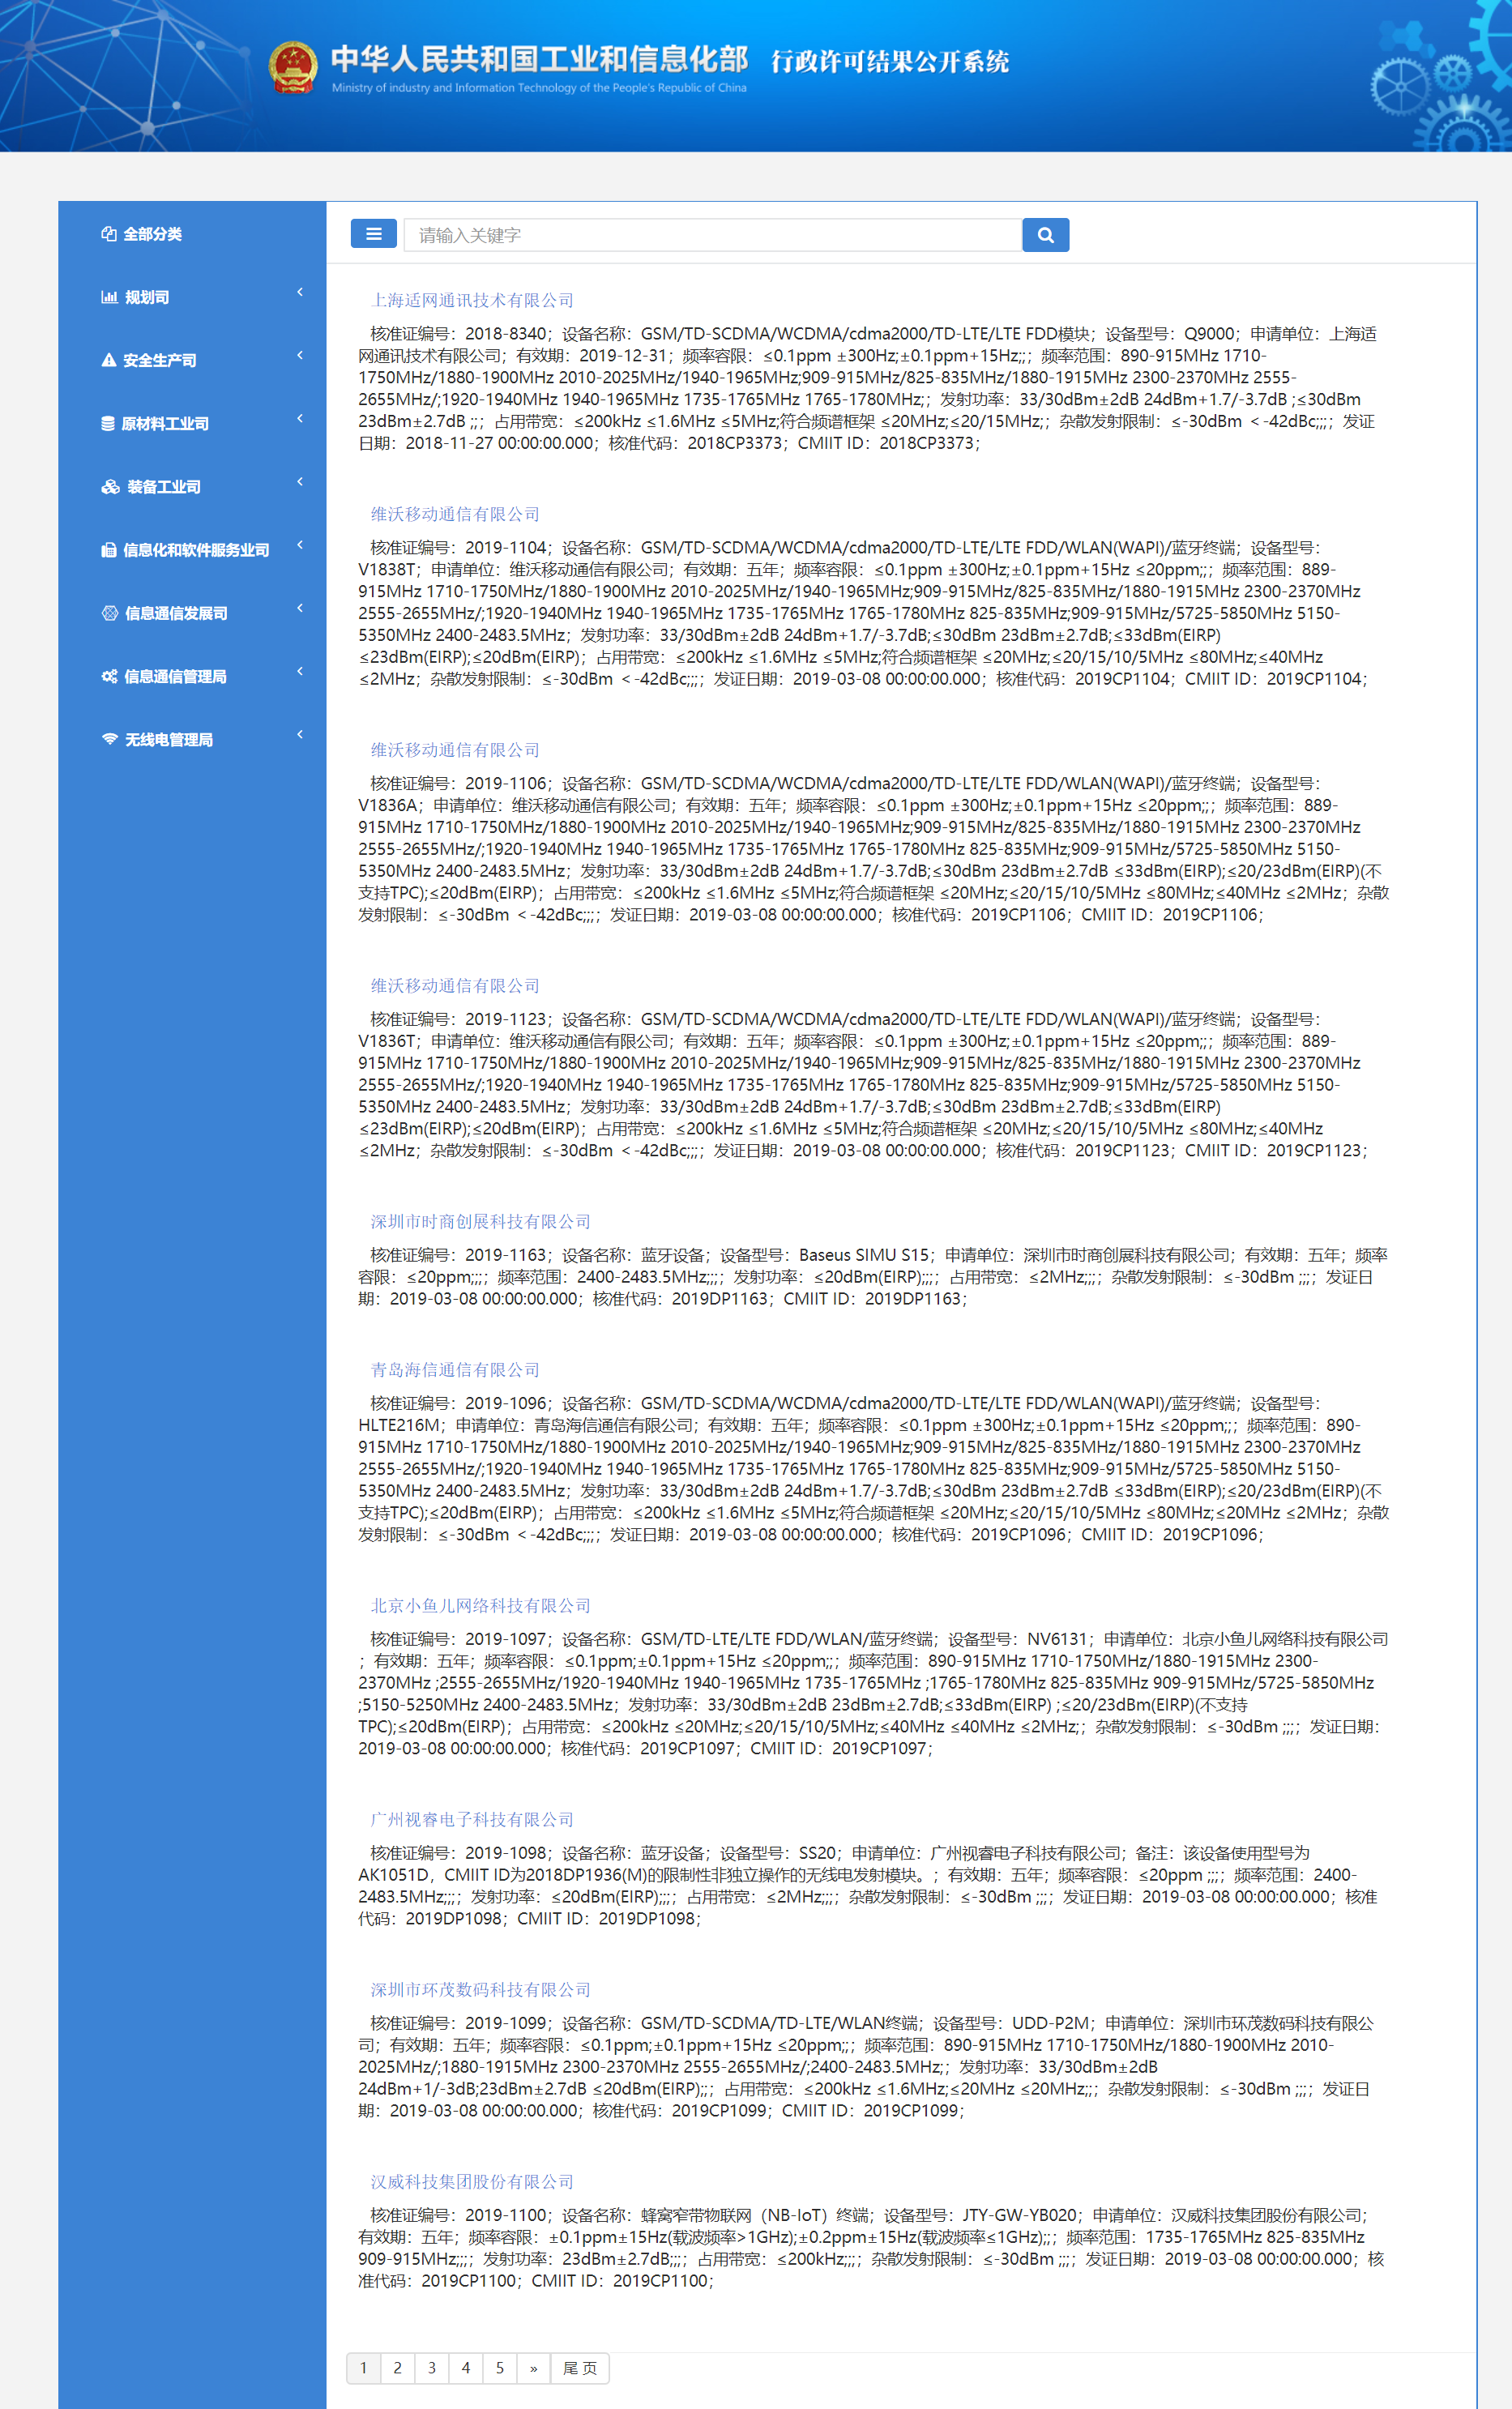 中华人民共和国工业和信息化部 行政许可结果公开系统
Ministry of industry and Information Technology of the People's Republic of China
全部分类
规划司
安全生产司
原材料工业司
装备工业司
信息化和软件服务业司
信息通信发展司
信息通信管理局
无线电管理局
请输入关键字
上海适网通讯技术有限公司
核准证编号：2018-8340；设备名称：GSM/TD-SCDMA/WCDMA/cdma2000/TD-LTE/LTE FDD模块；设备型号：Q9000；申请单位：上海适
网通讯技术有限公司；有效期：2019-12-31；频率容限：≤0.1ppm ±300Hz;±0.1ppm+15Hz;;；频率范围：890-915MHz 1710-
1750MHz/1880-1900MHz 2010-2025MHz/1940-1965MHz;909-915MHz/825-835MHz/1880-1915MHz 2300-2370MHz 2555-
2655MHz/;1920-1940MHz 1940-1965MHz 1735-1765MHz 1765-1780MHz;；发射功率：33/30dBm±2dB 24dBm+1.7/-3.7dB ;≤30dBm
23dBm±2.7dB ;;；占用带宽：≤200kHz ≤1.6MHz ≤5MHz;符合频谱框架 ≤20MHz;≤20/15MHz;；杂散发射限制：≤-30dBm ＜-42dBc;;;；发证
日期：2018-11-27 00:00:00.000；核准代码：2018CP3373；CMIIT ID：2018CP3373；
维沃移动通信有限公司
核准证编号：2019-1104；设备名称：GSM/TD-SCDMA/WCDMA/cdma2000/TD-LTE/LTE FDD/WLAN(WAPI)/蓝牙终端；设备型号：
V1838T；申请单位：维沃移动通信有限公司；有效期：五年；频率容限：≤0.1ppm ±300Hz;±0.1ppm+15Hz ≤20ppm;;；频率范围：889-
915MHz 1710-1750MHz/1880-1900MHz 2010-2025MHz/1940-1965MHz;909-915MHz/825-835MHz/1880-1915MHz 2300-2370MHz
2555-2655MHz/;1920-1940MHz 1940-1965MHz 1735-1765MHz 1765-1780MHz 825-835MHz;909-915MHz/5725-5850MHz 5150-
5350MHz 2400-2483.5MHz；发射功率：33/30dBm±2dB 24dBm+1.7/-3.7dB;≤30dBm 23dBm±2.7dB;≤33dBm(EIRP)
≤23dBm(EIRP);≤20dBm(EIRP)；占用带宽：≤200kHz ≤1.6MHz ≤5MHz;符合频谱框架 ≤20MHz;≤20/15/10/5MHz ≤80MHz;≤40MHz
≤2MHz；杂散发射限制：≤-30dBm ＜-42dBc;;;；发证日期：2019-03-08 00:00:00.000；核准代码：2019CP1104；CMIIT ID：2019CP1104；
维沃移动通信有限公司
核准证编号：2019-1106；设备名称：GSM/TD-SCDMA/WCDMA/cdma2000/TD-LTE/LTE FDD/WLAN(WAPI)/蓝牙终端；设备型号：
V1836A；申请单位：维沃移动通信有限公司；有效期：五年；频率容限：≤0.1ppm ±300Hz;±0.1ppm+15Hz ≤20ppm;;；频率范围：889-
915MHz 1710-1750MHz/1880-1900MHz 2010-2025MHz/1940-1965MHz;909-915MHz/825-835MHz/1880-1915MHz 2300-2370MHz
2555-2655MHz/;1920-1940MHz 1940-1965MHz 1735-1765MHz 1765-1780MHz 825-835MHz;909-915MHz/5725-5850MHz 5150-
5350MHz 2400-2483.5MHz；发射功率：33/30dBm±2dB 24dBm+1.7/-3.7dB;≤30dBm 23dBm±2.7dB ≤33dBm(EIRP);≤20/23dBm(EIRP)(不
支持TPC);≤20dBm(EIRP)；占用带宽：≤200kHz ≤1.6MHz ≤5MHz;符合频谱框架 ≤20MHz;≤20/15/10/5MHz ≤80MHz;≤40MHz ≤2MHz；杂散
发射限制：≤-30dBm ＜-42dBc;;;；发证日期：2019-03-08 00:00:00.000；核准代码：2019CP1106；CMIIT ID：2019CP1106；
维沃移动通信有限公司
核准证编号：2019-1123；设备名称：GSM/TD-SCDMA/WCDMA/cdma2000/TD-LTE/LTE FDD/WLAN(WAPI)/蓝牙终端；设备型号：
V1836T；申请单位：维沃移动通信有限公司；有效期：五年；频率容限：≤0.1ppm ±300Hz;±0.1ppm+15Hz ≤20ppm;;；频率范围：889-
915MHz 1710-1750MHz/1880-1900MHz 2010-2025MHz/1940-1965MHz;909-915MHz/825-835MHz/1880-1915MHz 2300-2370MHz
2555-2655MHz/;1920-1940MHz 1940-1965MHz 1735-1765MHz 1765-1780MHz 825-835MHz;909-915MHz/5725-5850MHz 5150-
5350MHz 2400-2483.5MHz；发射功率：33/30dBm±2dB 24dBm+1.7/-3.7dB;≤30dBm 23dBm±2.7dB;≤33dBm(EIRP)
≤23dBm(EIRP);≤20dBm(EIRP)；占用带宽：≤200kHz ≤1.6MHz ≤5MHz;符合频谱框架 ≤20MHz;≤20/15/10/5MHz ≤80MHz;≤40MHz
≤2MHz；杂散发射限制：≤-30dBm ＜-42dBc;;;；发证日期：2019-03-08 00:00:00.000；核准代码：2019CP1123；CMIIT ID：2019CP1123；
深圳市时商创展科技有限公司
核准证编号：2019-1163；设备名称：蓝牙设备；设备型号：Baseus SIMU S15；申请单位：深圳市时商创展科技有限公司；有效期：五年；频率
容限：≤20ppm;;;；频率范围：2400-2483.5MHz;;;；发射功率：≤20dBm(EIRP);;;；占用带宽：≤2MHz;;;；杂散发射限制：≤-30dBm ;;;；发证日
期：2019-03-08 00:00:00.000；核准代码：2019DP1163；CMIIT ID：2019DP1163；
青岛海信通信有限公司
核准证编号：2019-1096；设备名称：GSM/TD-SCDMA/WCDMA/cdma2000/TD-LTE/LTE FDD/WLAN(WAPI)/蓝牙终端；设备型号：
HLTE216M；申请单位：青岛海信通信有限公司；有效期：五年；频率容限：≤0.1ppm ±300Hz;±0.1ppm+15Hz ≤20ppm;;；频率范围：890-
915MHz 1710-1750MHz/1880-1900MHz 2010-2025MHz/1940-1965MHz;909-915MHz/825-835MHz/1880-1915MHz 2300-2370MHz
2555-2655MHz/;1920-1940MHz 1940-1965MHz 1735-1765MHz 1765-1780MHz 825-835MHz;909-915MHz/5725-5850MHz 5150-
5350MHz 2400-2483.5MHz；发射功率：33/30dBm±2dB 24dBm+1.7/-3.7dB;≤30dBm 23dBm±2.7dB ≤33dBm(EIRP);≤20/23dBm(EIRP)(不
支持TPC);≤20dBm(EIRP)；占用带宽：≤200kHz ≤1.6MHz ≤5MHz;符合频谱框架 ≤20MHz;≤20/15/10/5MHz ≤80MHz;≤20MHz ≤2MHz；杂散
发射限制：≤-30dBm ＜-42dBc;;;；发证日期：2019-03-08 00:00:00.000；核准代码：2019CP1096；CMIIT ID：2019CP1096；
北京小鱼儿网络科技有限公司
核准证编号：2019-1097；设备名称：GSM/TD-LTE/LTE FDD/WLAN/蓝牙终端；设备型号：NV6131；申请单位：北京小鱼儿网络科技有限公司
；有效期：五年；频率容限：≤0.1ppm;±0.1ppm+15Hz ≤20ppm;;；频率范围：890-915MHz 1710-1750MHz/1880-1915MHz 2300-
2370MHz ;2555-2655MHz/1920-1940MHz 1940-1965MHz 1735-1765MHz ;1765-1780MHz 825-835MHz 909-915MHz/5725-5850MHz
;5150-5250MHz 2400-2483.5MHz；发射功率：33/30dBm±2dB 23dBm±2.7dB;≤33dBm(EIRP) ;≤20/23dBm(EIRP)(不支持
TPC);≤20dBm(EIRP)；占用带宽：≤200kHz ≤20MHz;≤20/15/10/5MHz;≤40MHz ≤40MHz ≤2MHz;；杂散发射限制：≤-30dBm ;;;；发证日期：
2019-03-08 00:00:00.000；核准代码：2019CP1097；CMIIT ID：2019CP1097；
广州视睿电子科技有限公司
核准证编号：2019-1098；设备名称：蓝牙设备；设备型号：SS20；申请单位：广州视睿电子科技有限公司；备注：该设备使用型号为
AK1051D，CMIIT ID为2018DP1936(M)的限制性非独立操作的无线电发射模块。；有效期：五年；频率容限：≤20ppm ;;;；频率范围：2400-
2483.5MHz;;;；发射功率：≤20dBm(EIRP);;;；占用带宽：≤2MHz;;;；杂散发射限制：≤-30dBm ;;;；发证日期：2019-03-08 00:00:00.000；核准
代码：2019DP1098；CMIIT ID：2019DP1098；
深圳市环茂数码科技有限公司
核准证编号：2019-1099；设备名称：GSM/TD-SCDMA/TD-LTE/WLAN终端；设备型号：UDD-P2M；申请单位：深圳市环茂数码科技有限公
司；有效期：五年；频率容限：≤0.1ppm;±0.1ppm+15Hz ≤20ppm;;；频率范围：890-915MHz 1710-1750MHz/1880-1900MHz 2010-
2025MHz/;1880-1915MHz 2300-2370MHz 2555-2655MHz/;2400-2483.5MHz;；发射功率：33/30dBm±2dB
24dBm+1/-3dB;23dBm±2.7dB ≤20dBm(EIRP);;；占用带宽：≤200kHz ≤1.6MHz;≤20MHz ≤20MHz;;；杂散发射限制：≤-30dBm ;;;；发证日
期：2019-03-08 00:00:00.000；核准代码：2019CP1099；CMIIT ID：2019CP1099；
汉威科技集团股份有限公司
核准证编号：2019-1100；设备名称：蜂窝窄带物联网（NB-IoT）终端；设备型号：JTY-GW-YB020；申请单位：汉威科技集团股份有限公司；
有效期：五年；频率容限：±0.1ppm±15Hz(载波频率>1GHz);±0.2ppm±15Hz(载波频率≤1GHz);;；频率范围：1735-1765MHz 825-835MHz
909-915MHz;;;；发射功率：23dBm±2.7dB;;;；占用带宽：≤200kHz;;;；杂散发射限制：≤-30dBm ;;;；发证日期：2019-03-08 00:00:00.000；核
准代码：2019CP1100；CMIIT ID：2019CP1100；
1 2 3 4 5 » 尾 页